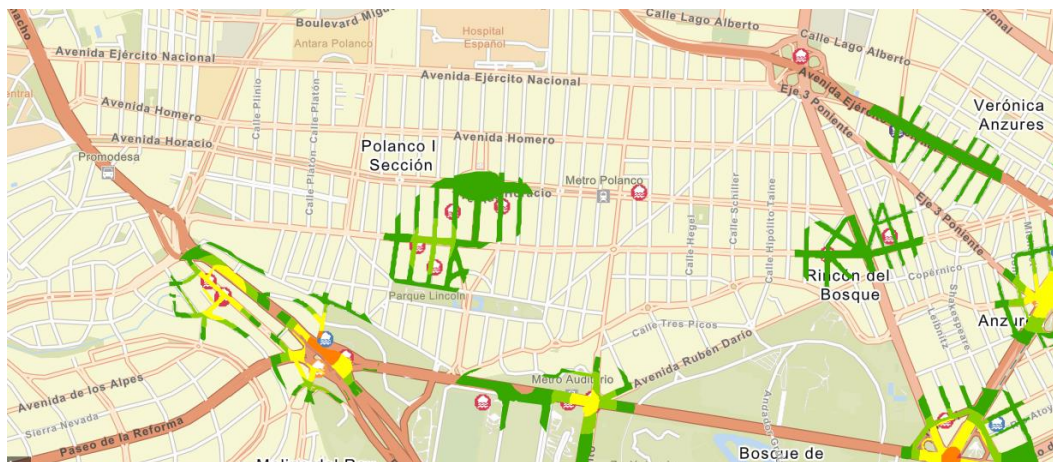 Boulevard Migu
Calle Lago Alberto
Calle Lago Alberto
Hospital
Español
Antara Polanco
Avenida Ejército Nacional
Avenida Ejército Nacional
Avenida Ejérc
Eje 3 Poniente
Verónica
Anzures
Avenida Homero
Avenida Homero
Avenida Horacio
Calle Plinio
Calle Platón
Calle Platón
Polanco I
Sección
Promodesa
Metro Polanco
Calle Hegel
Calle Schiller
Calle Hipólito Taine
Eje 3 Poniente
Rincón del
Bosque
Copérnico
Shakespeare
Leibnitz
Parque Lincoln
Calle Tres Picos
Avenida Rubén Darío
Metro Auditorio
Avenida de los Alpes
Sierra Nevada
Paseo de la Reforma
Bosque de